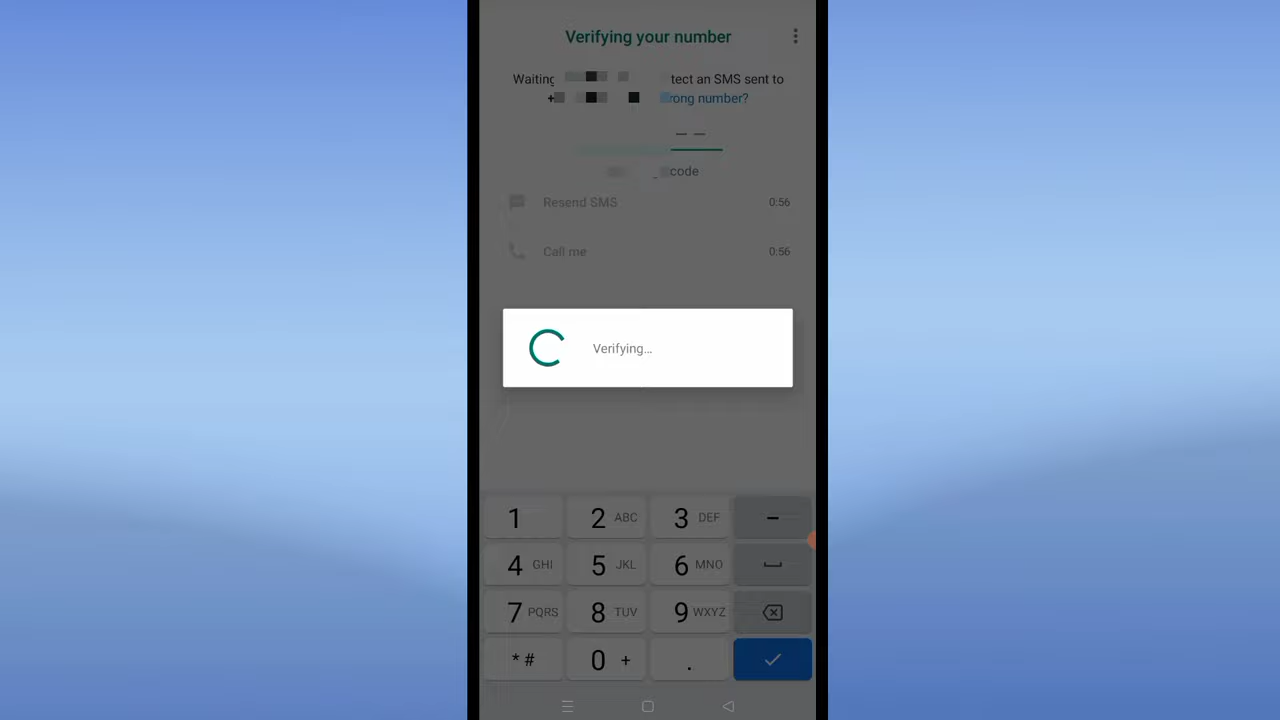 Verifying your number
Waiting tect an SMS sent to
+ rong number?
code
Resend SMS 0:56
Call me 0:56
Verifying...
1 2 ABC 3 DEF −
4 GHI 5 JKL 6 MNO
7 PQRS 8 TUV 9 WXYZ
* # 0 + .